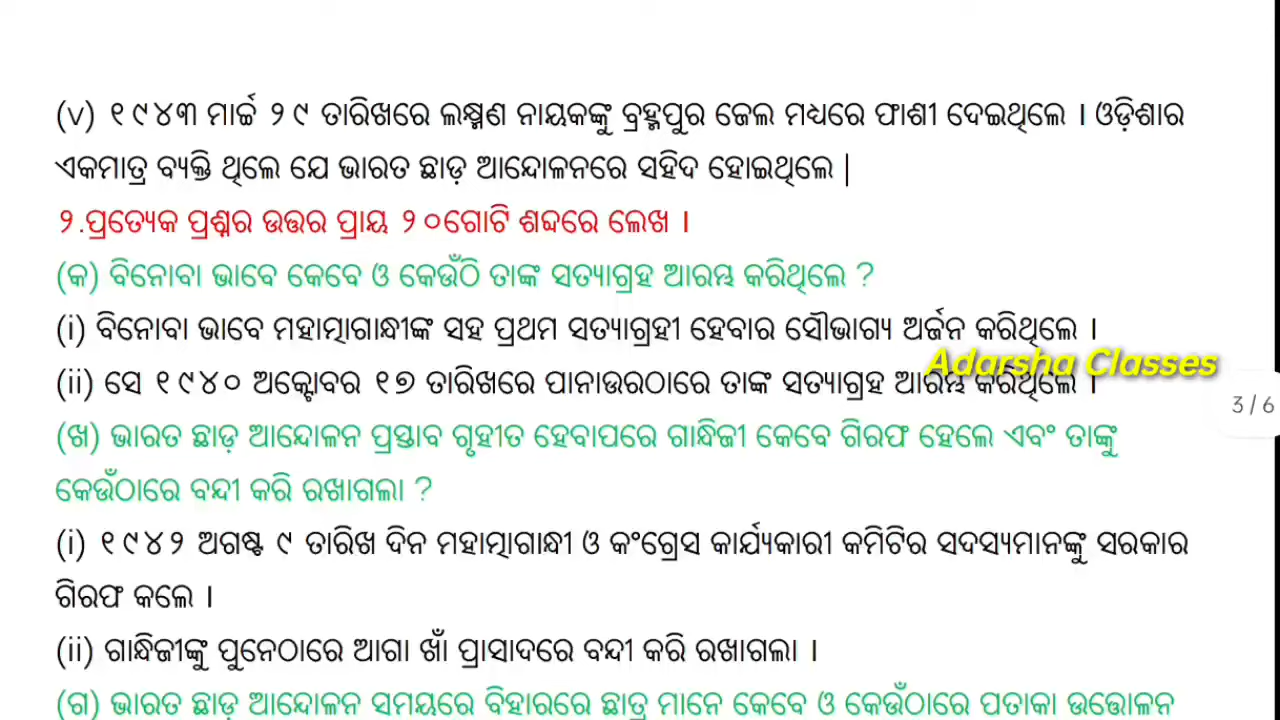 (v) ୧୯୪୩ ମାର୍ଚ୍ଚ ୨୯ ତାରିଖରେ ଲକ୍ଷ୍ମଣ ନାୟକଙ୍କୁ ବ୍ରହ୍ମପୁର ଜେଲ ମଧ୍ୟରେ ଫାଶୀ ଦେଇଥିଲେ । ଓଡ଼ିଶାର
ଏକମାତ୍ର ବ୍ୟକ୍ତି ଥିଲେ ଯେ ଭାରତ ଛାଡ଼ ଆନ୍ଦୋଳନରେ ସହିଦ ହୋଇଥିଲେ |
୨.ପ୍ରତ୍ୟେକ ପ୍ରଶ୍ନର ଉତ୍ତର ପ୍ରାୟ ୨୦ଗୋଟି ଶବ୍ଦରେ ଲେଖ ।
(କ) ବିନୋବା ଭାବେ କେବେ ଓ କେଉଁଠି ତାଙ୍କ ସତ୍ୟାଗ୍ରହ ଆରମ୍ଭ କରିଥିଲେ ?
(i) ବିନୋବା ଭାବେ ମହାତ୍ମାଗାନ୍ଧୀଙ୍କ ସହ ପ୍ରଥମ ସତ୍ୟାଗ୍ରହୀ ହେବାର ସୌଭାଗ୍ୟ ଅର୍ଜନ କରିଥିଲେ ।
Adarsha Classes
(ii) ସେ ୧୯୪୦ ଅକ୍ଟୋବର ୧୭ ତାରିଖରେ ପାନାଉରଠାରେ ତାଙ୍କ ସତ୍ୟାଗ୍ରହ ଆରମ୍ଭ କରିଥିଲେ ।
3 / 6
(ଖ) ଭାରତ ଛାଡ଼ ଆନ୍ଦୋଳନ ପ୍ରସ୍ତାବ ଗୃହୀତ ହେବାପରେ ଗାନ୍ଧିଜୀ କେବେ ଗିରଫ ହେଲେ ଏବଂ ତାଙ୍କୁ
କେଉଁଠାରେ ବନ୍ଦୀ କରି ରଖାଗଲା ?
(i) ୧୯୪୨ ଅଗଷ୍ଟ ୯ ତାରିଖ ଦିନ ମହାତ୍ମାଗାନ୍ଧୀ ଓ କଂଗ୍ରେସ କାର୍ଯ୍ୟକାରୀ କମିଟିର ସଦସ୍ୟମାନଙ୍କୁ ସରକାର
ଗିରଫ କଲେ ।
(ii) ଗାନ୍ଧିଜୀଙ୍କୁ ପୁନେଠାରେ ଆଗା ଖାଁ ପ୍ରାସାଦରେ ବନ୍ଦୀ କରି ରଖାଗଲା ।
(ଗ) ଭାରତ ଛାଡ଼ ଆନ୍ଦୋଳନ ସମୟରେ ବିହାରରେ ଛାତ୍ର ମାନେ କେବେ ଓ କେଉଁଠାରେ ପତାକା ଉତ୍ତୋଳନ